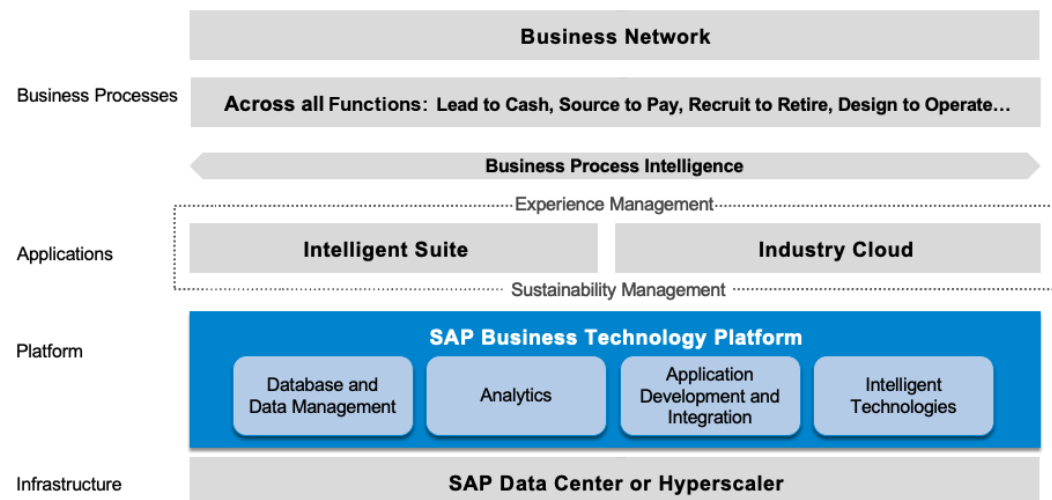 Business Network
Business Processes
Across all Functions: Lead to Cash, Source to Pay, Recruit to Retire, Design to Operate…
Business Process Intelligence
Experience Management
Applications
Intelligent Suite
Industry Cloud
Sustainability Management
Platform
SAP Business Technology Platform
Database and
Data Management
Analytics
Application
Development and
Integration
Intelligent
Technologies
Infrastructure
SAP Data Center or Hyperscaler